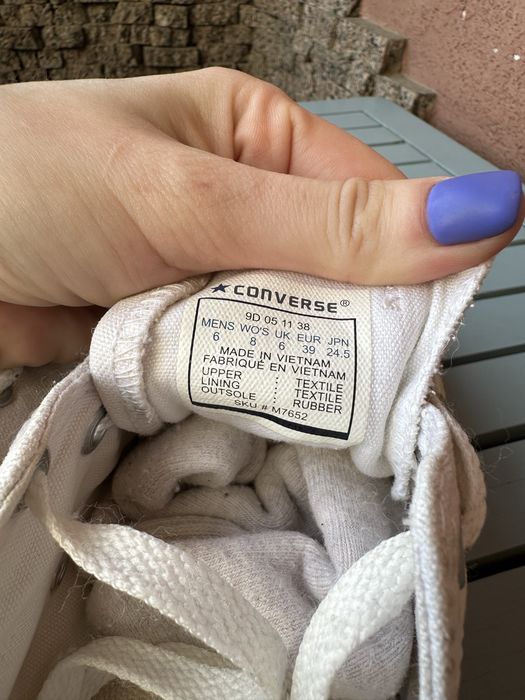 CONVERSE®
9D 05 11 38
MENS WO'S UK EUR JPN
6 8 6 39 24.5
MADE IN VIETNAM
FABRIQUÉ EN VIETNAM
UPPER : TEXTILE
LINING : TEXTILE
OUTSOLE : RUBBER
SKU # M7652